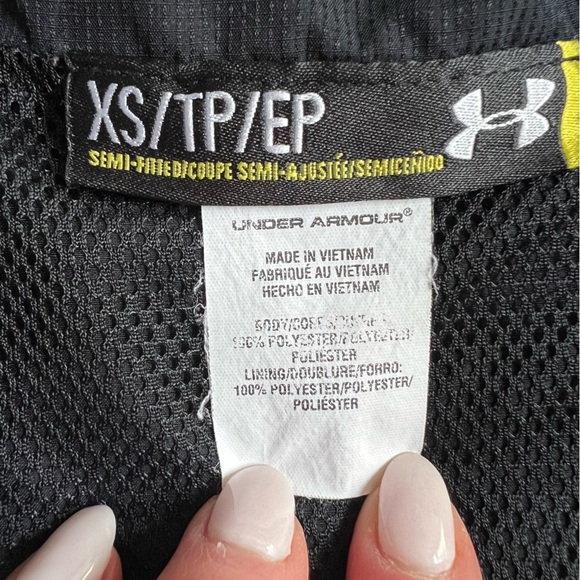 XS/TP/EP
SEMI-FITTED/COUPE SEMI-AJUSTÉE/SEMICEÑIDO
UNDER ARMOUR®
MADE IN VIETNAM
FABRIQUÉ AU VIETNAM
HECHO EN VIETNAM
BODY/CORPS/
100% POLYESTER/POLYESTER/
POLIÉSTER
LINING/DOUBLURE/FORRO:
100% POLYESTER/POLYESTER/
POLIÉSTER